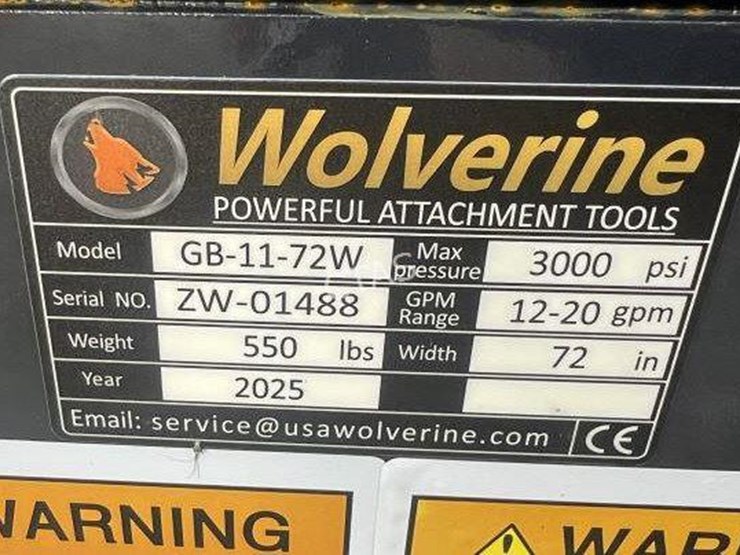 Wolverine
POWERFUL ATTACHMENT TOOLS
Model GB-11-72W Max pressure 3000 psi
Serial NO. ZW-01488 GPM Range 12-20 gpm
Weight 550 lbs Width 72 in
Year 2025
Email: service@usawolverine.com CE
WARNING